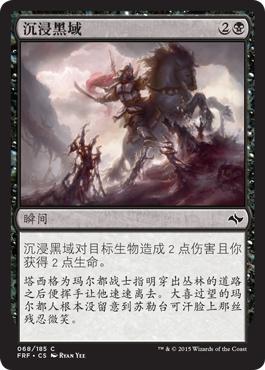 沉浸黑域 2
瞬间
沉浸黑域对目标生物造成2点伤害且你
获得2点生命。
塔西格为玛尔都战士指明穿出丛林的道路
之后便挥手让他速速离去。大喜过望的玛
尔都人根本没留意到苏勒台可汗脸上那丝
残忍微笑。
068/185 C
FRF • CS RYAN YEE
™ & © 2015 Wizards of the Coast